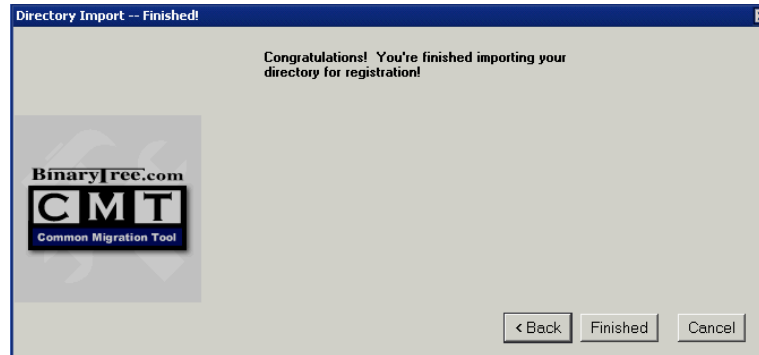 Directory Import -- Finished!
Congratulations! You're finished importing your
directory for registration!
BinaryTree.com
CMT
Common Migration Tool
< Back
Finished
Cancel